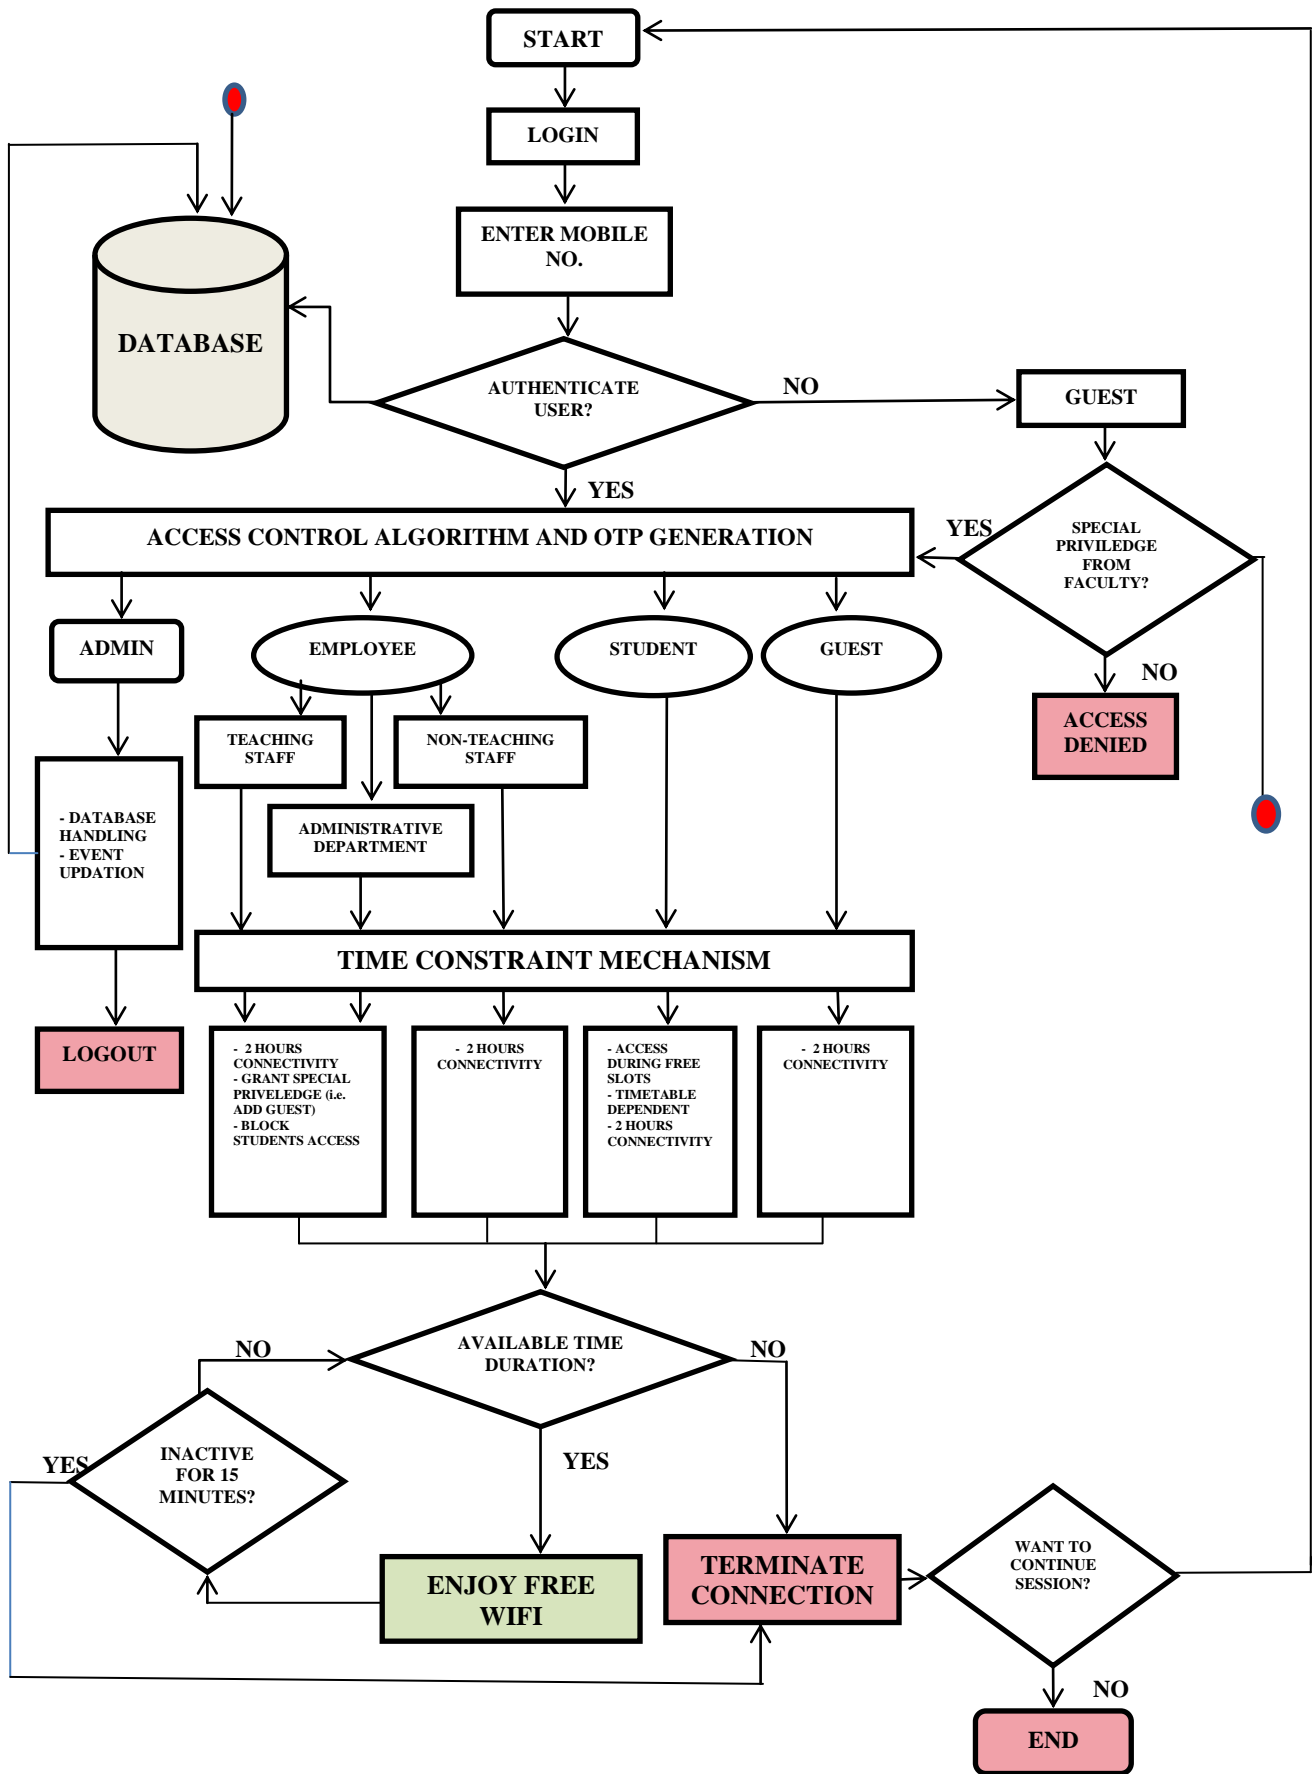 START
LOGIN
ENTER MOBILE
NO.
DATABASE
AUTHENTICATE
USER?
NO
GUEST
YES
ACCESS CONTROL ALGORITHM AND OTP GENERATION
YES
SPECIAL
PRIVILEDGE
FROM
FACULTY?
NO
ACCESS
DENIED
ADMIN
EMPLOYEE
STUDENT
GUEST
TEACHING
STAFF
NON-TEACHING
STAFF
ADMINISTRATIVE
DEPARTMENT
- DATABASE
HANDLING
- EVENT
UPDATION
TIME CONSTRAINT MECHANISM
LOGOUT
- 2 HOURS
CONNECTIVITY
- GRANT SPECIAL
PRIVELEDGE (i.e.
ADD GUEST)
- BLOCK
STUDENTS ACCESS
- 2 HOURS
CONNECTIVITY
- ACCESS
DURING FREE
SLOTS
- TIMETABLE
DEPENDENT
- 2 HOURS
CONNECTIVITY
- 2 HOURS
CONNECTIVITY
NO
AVAILABLE TIME
DURATION?
NO
YES
INACTIVE
FOR 15
MINUTES?
YES
ENJOY FREE
WIFI
TERMINATE
CONNECTION
WANT TO
CONTINUE
SESSION?
NO
END